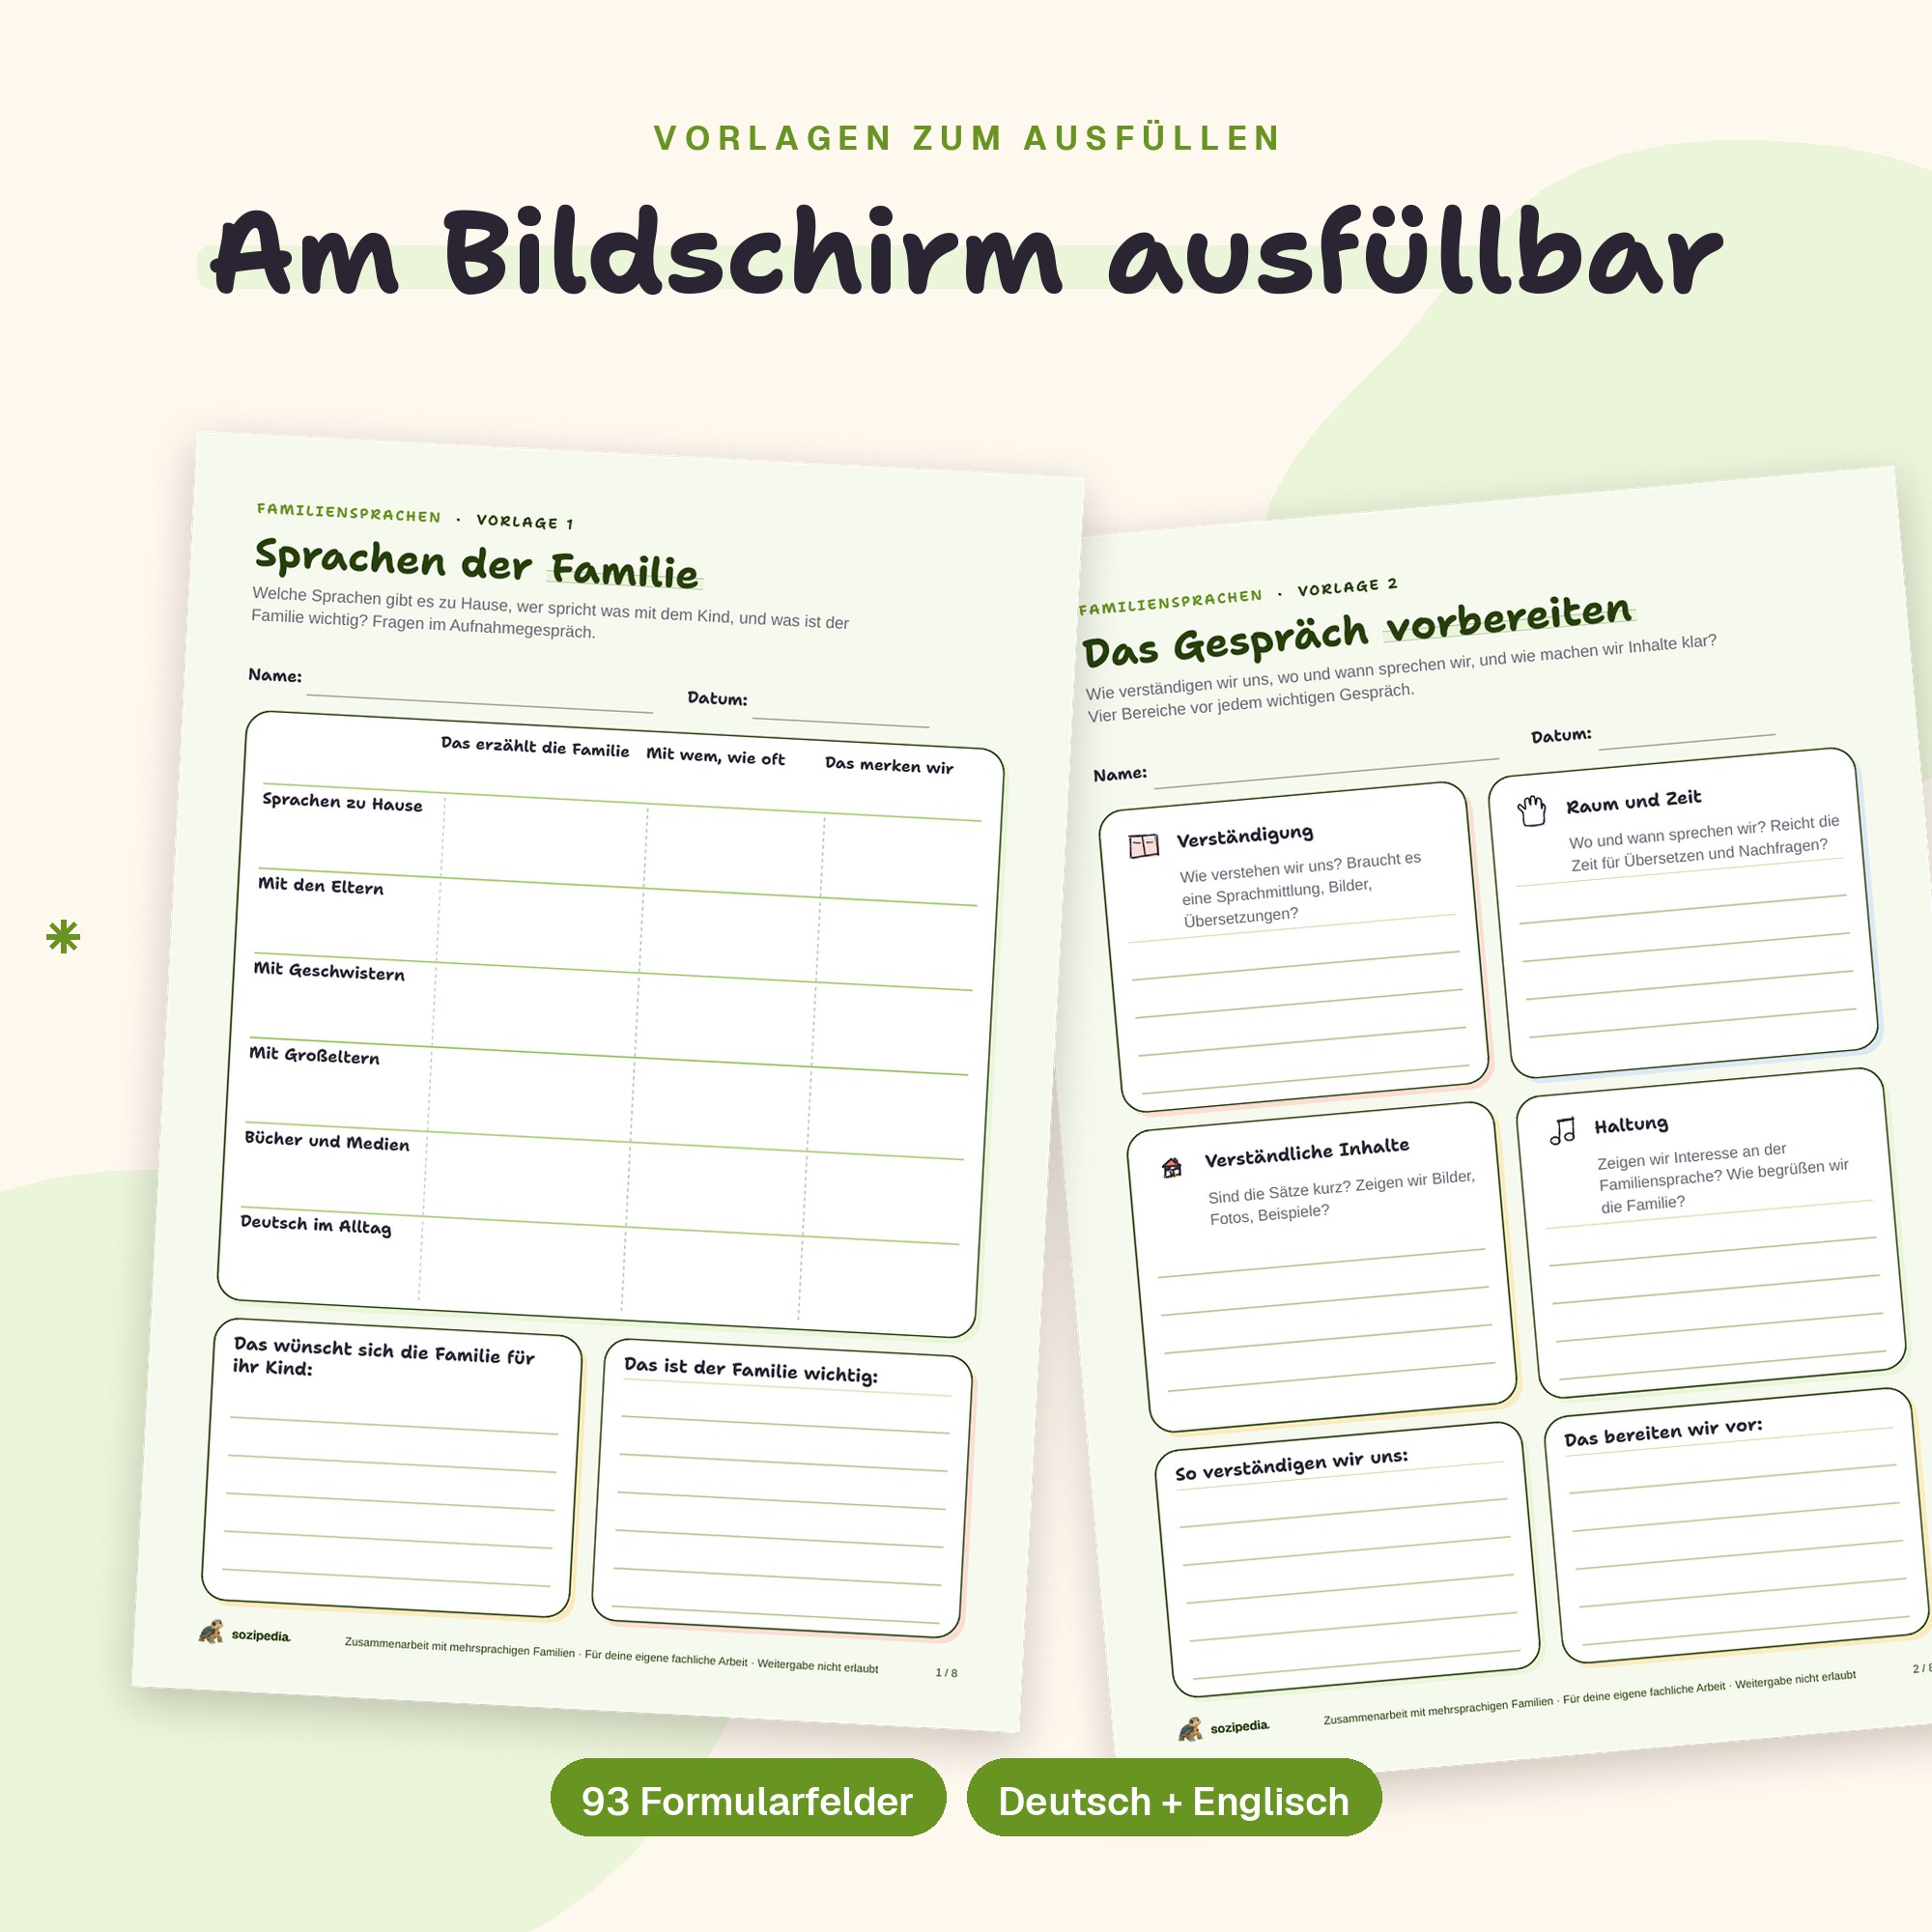 VORLAGEN ZUM AUSFÜLLEN
Am Bildschirm ausfüllbar
FAMILIENSPRACHEN · VORLAGE 1
Sprachen der Familie
Welche Sprachen gibt es zu Hause, wer spricht was mit dem Kind, und was ist der
Familie wichtig? Fragen im Aufnahmegespräch.
Name:
Datum:
Das erzählt die Familie
Mit wem, wie oft
Das merken wir
Sprachen zu Hause
Mit den Eltern
Mit Geschwistern
Mit Großeltern
Bücher und Medien
Deutsch im Alltag
Das wünscht sich die Familie für
ihr Kind:
Das ist der Familie wichtig:
sozipedia.
Zusammenarbeit mit mehrsprachigen Familien · Für deine eigene fachliche Arbeit · Weitergabe nicht erlaubt
1 / 8
FAMILIENSPRACHEN · VORLAGE 2
Das Gespräch vorbereiten
Wie verständigen wir uns, wo und wann sprechen wir, und wie machen wir Inhalte klar?
Vier Bereiche vor jedem wichtigen Gespräch.
Name:
Datum:
Verständigung
Wie verstehen wir uns? Braucht es
eine Sprachmittlung, Bilder,
Übersetzungen?
Raum und Zeit
Wo und wann sprechen wir? Reicht die
Zeit für Übersetzen und Nachfragen?
Verständliche Inhalte
Sind die Sätze kurz? Zeigen wir Bilder,
Fotos, Beispiele?
Haltung
Zeigen wir Interesse an der
Familiensprache? Wie begrüßen wir
die Familie?
So verständigen wir uns:
Das bereiten wir vor:
sozipedia.
Zusammenarbeit mit mehrsprachigen Familien · Für deine eigene fachliche Arbeit · Weitergabe nicht erlaubt
2 / 8
93 Formularfelder
Deutsch + Englisch